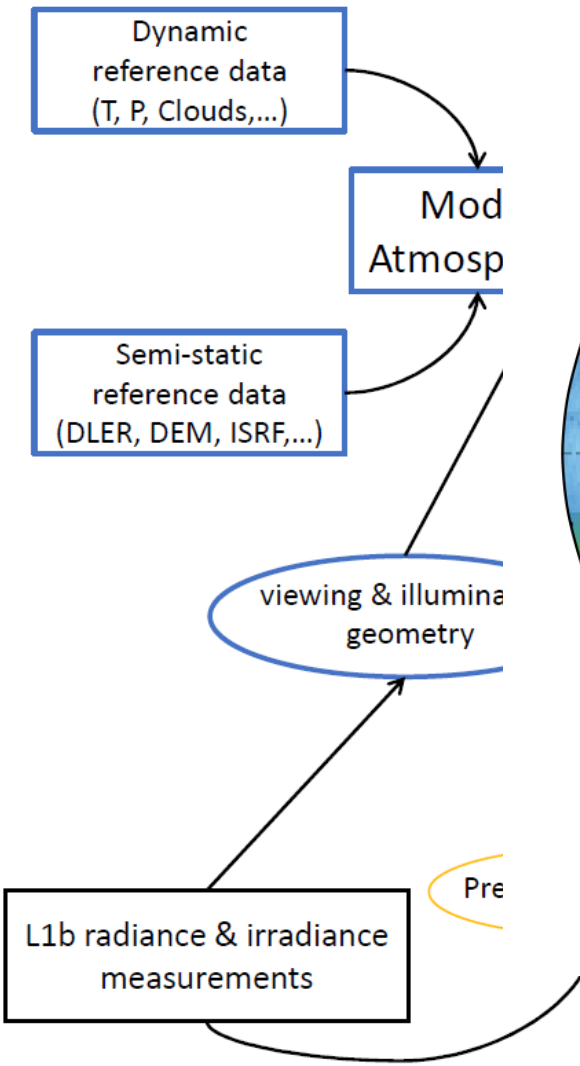 Dynamic
reference data
(T, P, Clouds,...)
Mod
Atmosp
Semi-static
reference data
(DLER, DEM, ISRF,...)
viewing & illumina
geometry
Pre
L1b radiance & irradiance
measurements